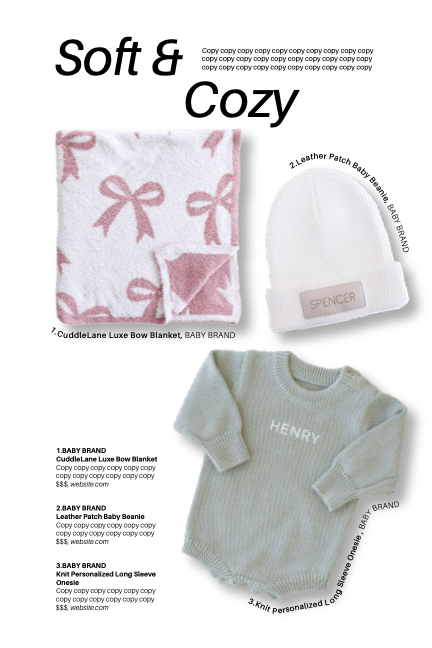 Soft &
Cozy
Copy copy copy copy copy copy copy copy copy copy
copy copy copy copy copy copy copy copy copy copy
copy copy copy copy copy copy copy copy copy copy
2.Leather Patch Baby Beanie, BABY BRAND
SPENCER
1.CuddleLane Luxe Bow Blanket, BABY BRAND
HENRY
1.BABY BRAND
CuddleLane Luxe Bow Blanket
Copy copy copy copy copy copy
copy copy copy copy copy copy
$$$, website.com
2.BABY BRAND
Leather Patch Baby Beanie
Copy copy copy copy copy copy
copy copy copy copy copy copy
$$$, website.com
3.BABY BRAND
Knit Personalized Long Sleeve
Onesie
Copy copy copy copy copy copy
copy copy copy copy copy copy
$$$, website.com
3.Knit Personalized Long Sleeve Onesie , BABY BRAND